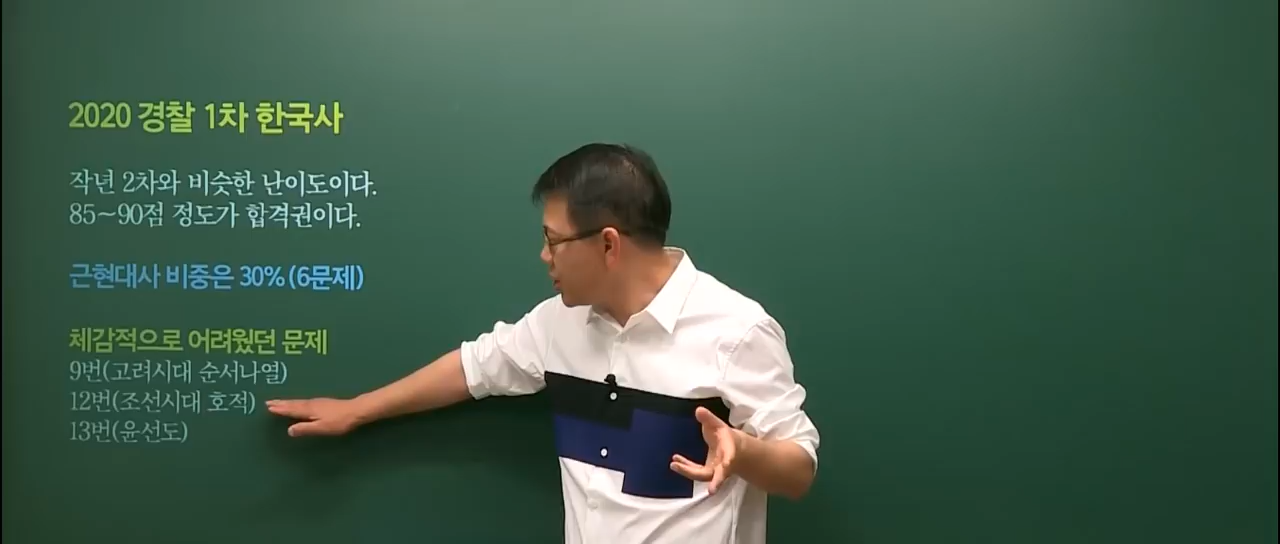 2020 경찰 1차 한국사
작년 2차와 비슷한 난이도이다.
85~90점 정도가 합격권이다.
근현대사 비중은 30% (6문제)
체감적으로 어려웠던 문제
9번(고려시대 순서나열)
12번(조선시대 호적)
13번(윤선도)